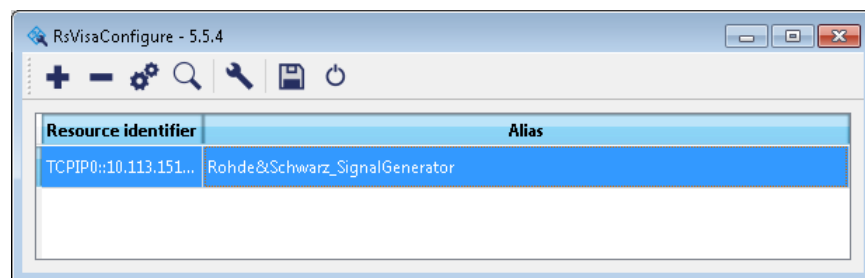 RsVisaConfigure - 5.5.4
Resource identifier Alias
TCPIP0::10.113.151... Rohde&Schwarz_SignalGenerator